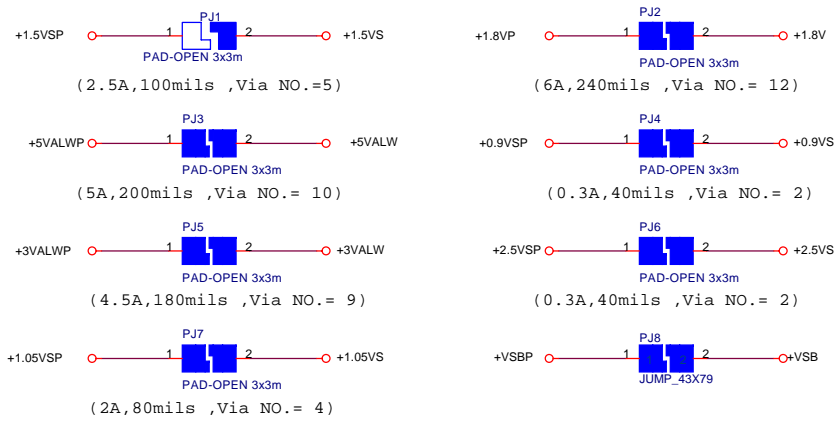 PJ1
+1.5VSP 1 2 +1.5VS
PAD-OPEN 3x3m
(2.5A,100mils ,Via NO.=5)
PJ2
+1.8VP 1 2 +1.8V
PAD-OPEN 3x3m
(6A,240mils ,Via NO.= 12)
PJ3
+5VALWP 1 2 +5VALW
PAD-OPEN 3x3m
(5A,200mils ,Via NO.= 10)
PJ4
+0.9VSP 1 2 +0.9VS
PAD-OPEN 3x3m
(0.3A,40mils ,Via NO.= 2)
PJ5
+3VALWP 1 2 +3VALW
PAD-OPEN 3x3m
(4.5A,180mils ,Via NO.= 9)
PJ6
+2.5VSP 1 2 +2.5VS
PAD-OPEN 3x3m
(0.3A,40mils ,Via NO.= 2)
PJ7
+1.05VSP 1 2 +1.05VS
PAD-OPEN 3x3m
(2A,80mils ,Via NO.= 4)
PJ8
+VSBP 1 1 2 2 +VSB
JUMP_43X79